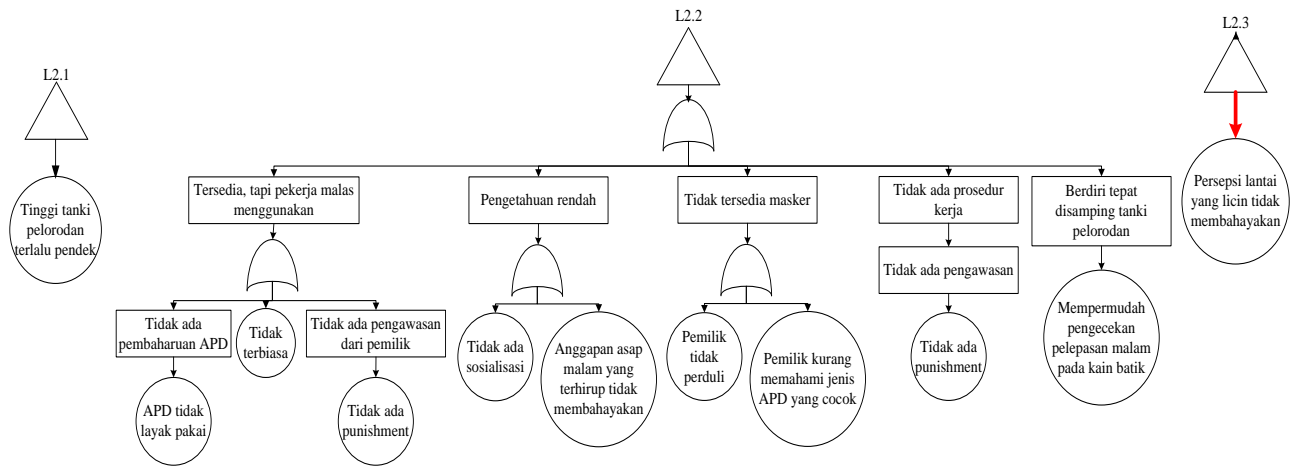 L2.1
Tinggi tanki
pelorodan
terlalu pendek
L2.2
Tersedia, tapi pekerja malas
menggunakan
Tidak ada
pembaharuan APD
APD tidak
layak pakai
Tidak
terbiasa
Tidak ada pengawasan
dari pemilik
Tidak ada
punishment
Pengetahuan rendah
Tidak ada
sosialisasi
Anggapan asap
malam yang
terhirup tidak
membahayakan
Tidak tersedia masker
Pemilik
tidak
perduli
Pemilik kurang
memahami jenis
APD yang cocok
Tidak ada prosedur
kerja
Tidak ada pengawasan
Tidak ada
punishment
Berdiri tepat
disamping tanki
pelorodan
Mempermudah
pengecekan
pelepasan malam
pada kain batik
L2.3
Persepsi lantai
yang licin tidak
membahayakan